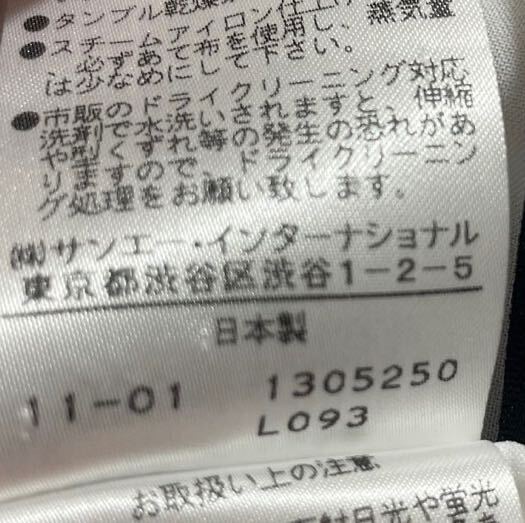 ●タンブル乾燥
●スチームアイロン仕上げ
必ずあて布を使用し、蒸気量
は少なめにして下さい。
●市販のドライクリーニング対応
洗剤で水洗い等されますと、伸縮
や型くずれ発生の恐れがあ
りますので、ドライクリーニン
グ処理をお願い致します。
㈱サンエー・インターナショナル
東京都渋谷区渋谷1-2-5
日本製
11-01 1305250
L093
お取扱い上の注意
日光や蛍光